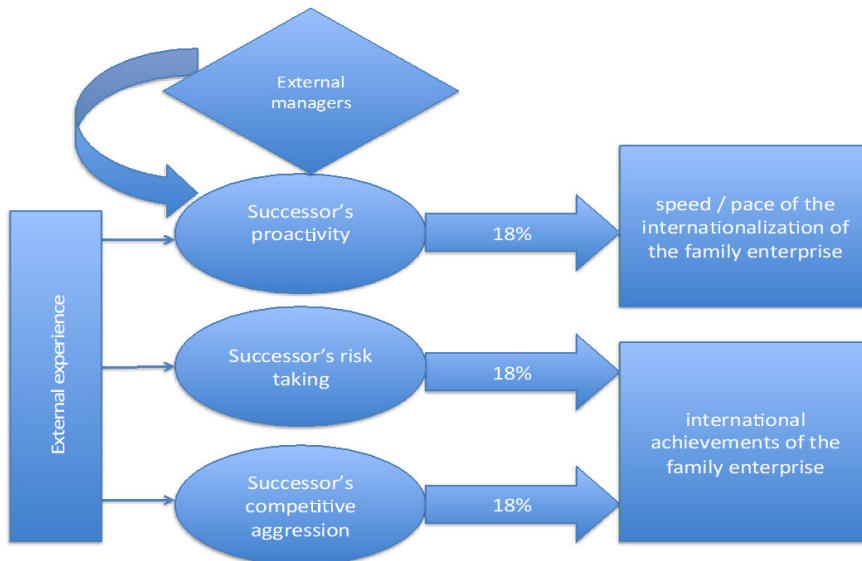 External
managers
Successor's
proactivity
18%
speed / pace of the
internationalization of
the family enterprise
External experience
Successor's risk
taking
18%
international
achievements of the
family enterprise
Successor's
competitive
aggression
18%